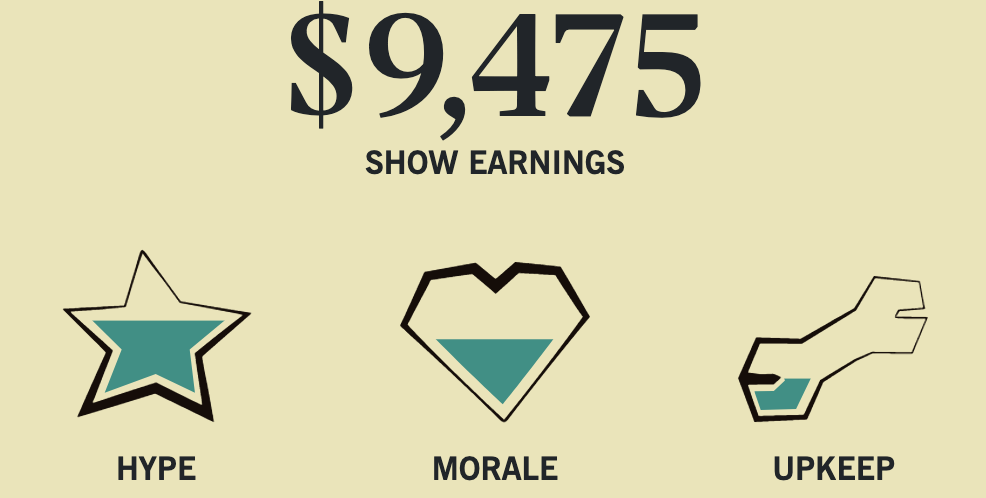 $9,475
SHOW EARNINGS
HYPE
MORALE
UPKEEP